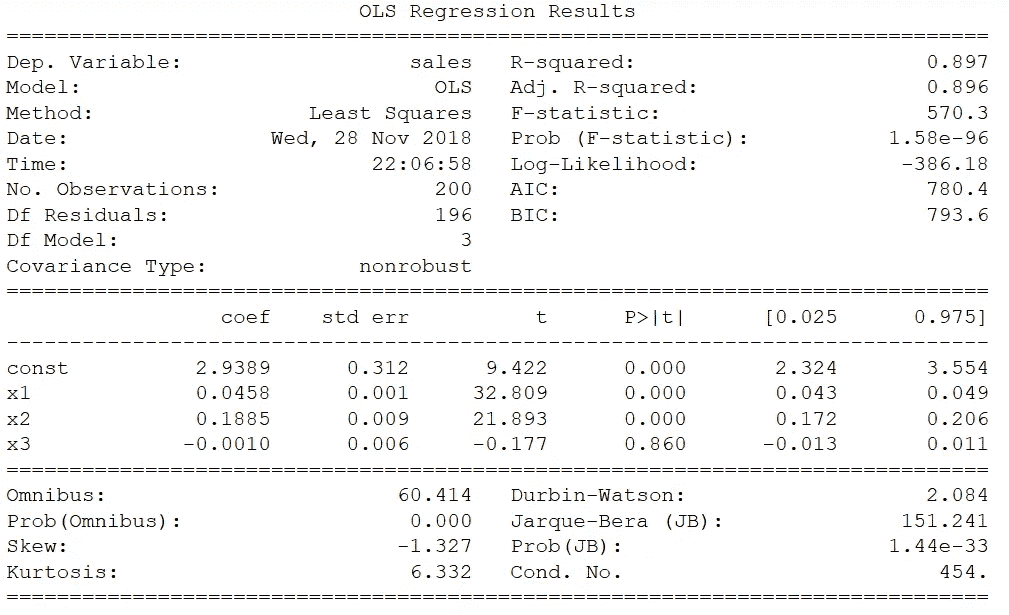 OLS Regression Results
==============================================================================
Dep. Variable:                  sales   R-squared:                       0.897
Model:                            OLS   Adj. R-squared:                  0.896
Method:                 Least Squares   F-statistic:                     570.3
Date:                Wed, 28 Nov 2018   Prob (F-statistic):           1.58e-96
Time:                        22:06:58   Log-Likelihood:                -386.18
No. Observations:                 200   AIC:                             780.4
Df Residuals:                     196   BIC:                             793.6
Df Model:                           3
Covariance Type:            nonrobust
==============================================================================
                 coef    std err          t      P>|t|      [0.025      0.975]
------------------------------------------------------------------------------
const          2.9389      0.312      9.422      0.000       2.324       3.554
x1             0.0458      0.001     32.809      0.000       0.043       0.049
x2             0.1885      0.009     21.893      0.000       0.172       0.206
x3            -0.0010      0.006     -0.177      0.860      -0.013       0.011
==============================================================================
Omnibus:                       60.414   Durbin-Watson:                   2.084
Prob(Omnibus):                  0.000   Jarque-Bera (JB):              151.241
Skew:                          -1.327   Prob(JB):                     1.44e-33
Kurtosis:                       6.332   Cond. No.                         454.
==============================================================================